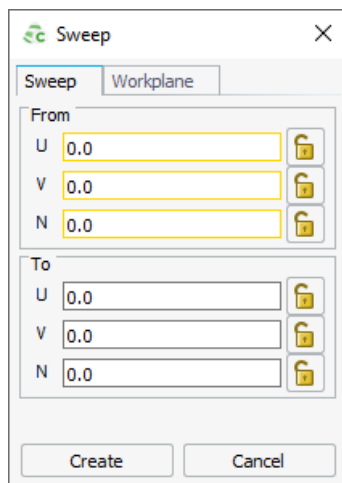 Sweep
Sweep Workplane
From
U 0.0
V 0.0
N 0.0
To
U 0.0
V 0.0
N 0.0
Create Cancel